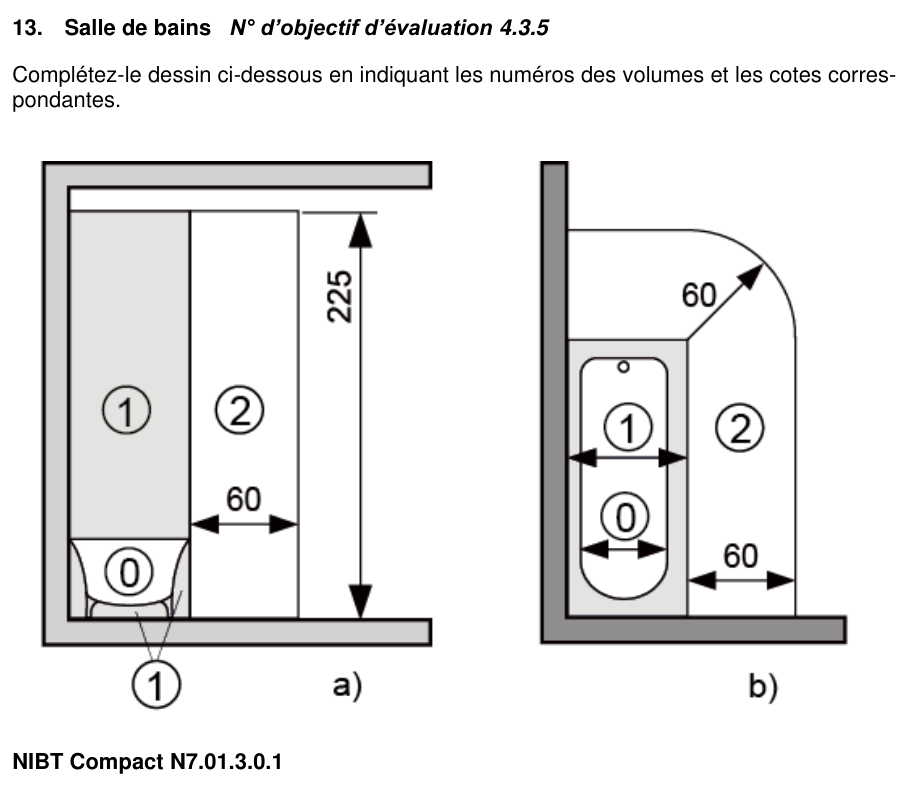 13. Salle de bains N° d’objectif d’évaluation 4.3.5
Complétez-le dessin ci-dessous en indiquant les numéros des volumes et les cotes corres-
pondantes.
225
1
2
60
0
1
a)
60
1
2
0
60
b)
NIBT Compact N7.01.3.0.1